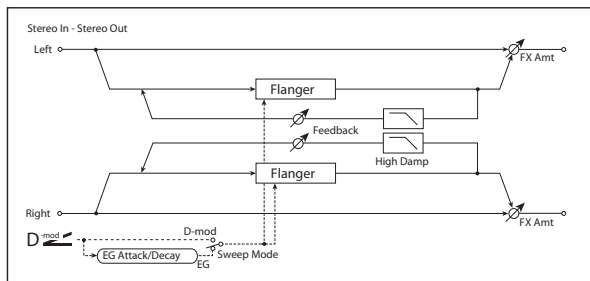 Stereo In - Stereo Out
Left
FX Amt
Flanger
Feedback
High Damp
Flanger
Right
FX Amt
D-mod
D-mod
EG Attack/Decay
EG
Sweep Mode